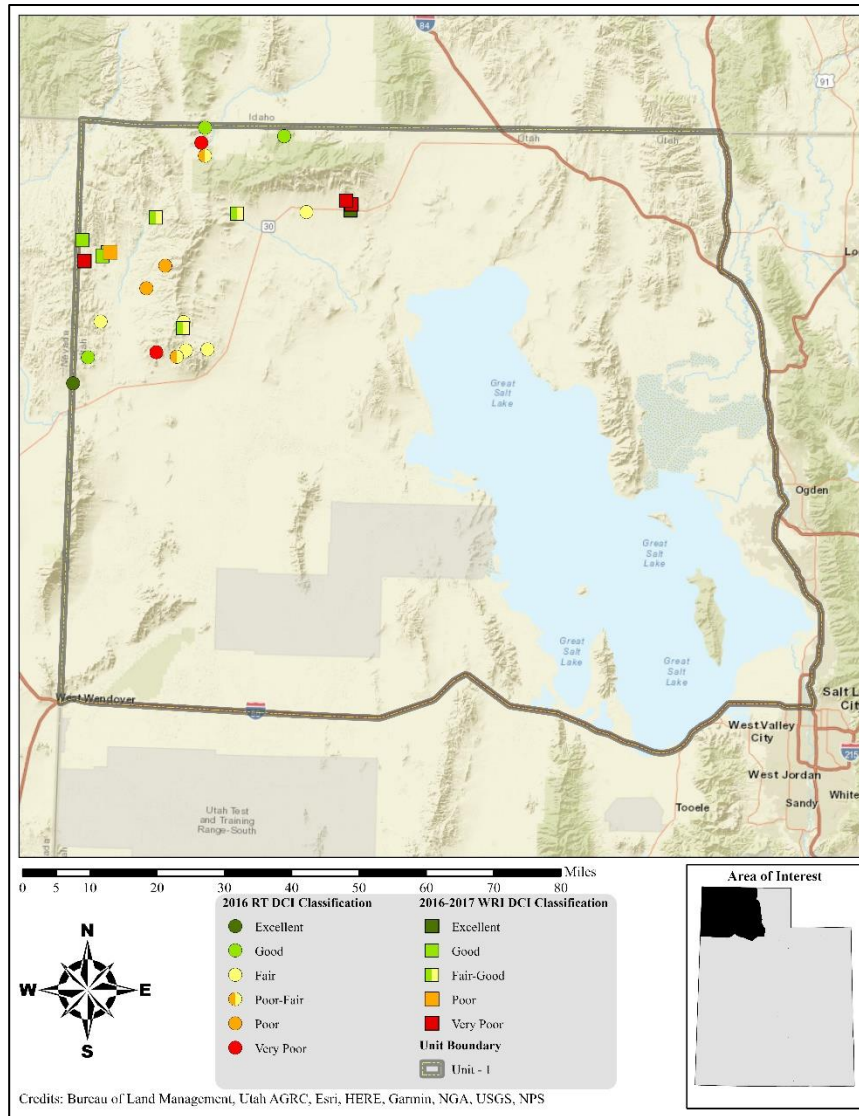 84
91
Idaho
Utah
Utah
30
Nevada
Utah
Great
Salt
Lake
Ogden
Great
Salt
Lake
Great
Salt
Lake
Great
Salt
Lake
West Wendover
Salt L
City
West Valley
City
215
West Jordan
White
Sandy
Tooele
Utah Test
and Training
Range-South
Miles
0 5 10 20 30 40 50 60 70 80
Area of Interest
2016 RT DCI Classification
Excellent
Good
Fair
Poor-Fair
Poor
Very Poor
2016-2017 WRI DCI Classification
Excellent
Good
Fair-Good
Poor
Very Poor
Unit Boundary
Unit - 1
N
W E
S
Credits: Bureau of Land Management, Utah AGRC, Esri, HERE, Garmin, NGA, USGS, NPS